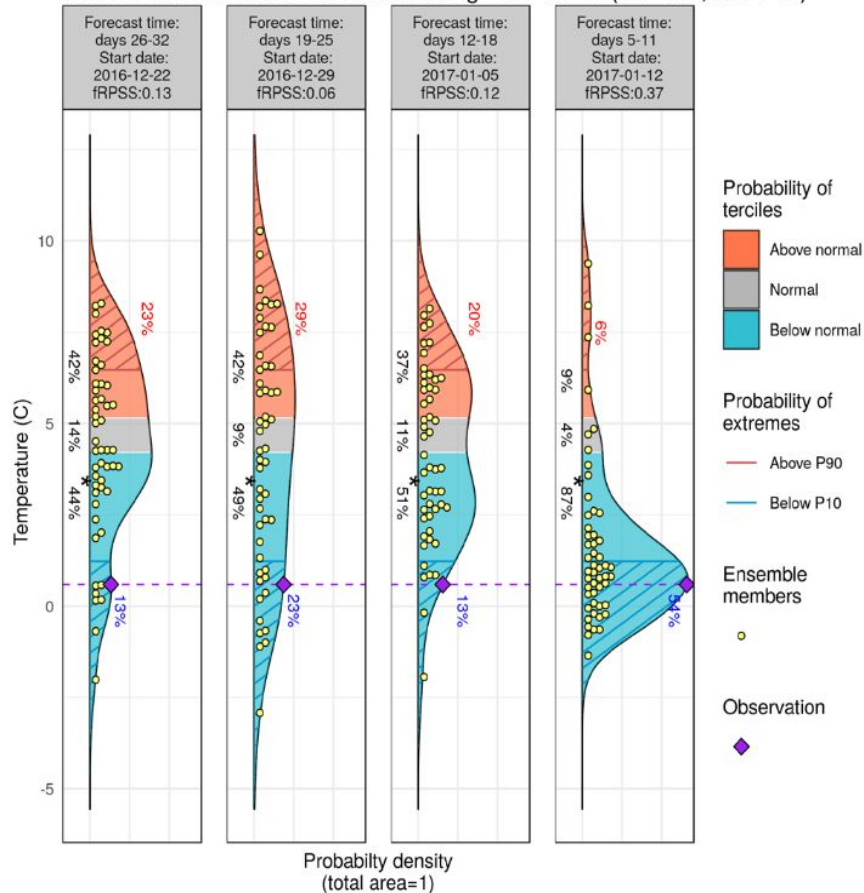 Forecast time:
days 26-32
Start date:
2016-12-22
fRPSS:0.13
Forecast time:
days 19-25
Start date:
2016-12-29
fRPSS:0.06
Forecast time:
days 12-18
Start date:
2017-01-05
fRPSS:0.12
Forecast time:
days 5-11
Start date:
2017-01-12
fRPSS:0.37
Temperature (C)
10
5
0
-5
23%
42%
14%
*
44%
13%
29%
42%
9%
*
49%
23%
20%
37%
11%
*
51%
13%
6%
9%
4%
*
87%
54%
Probabilty density
(total area=1)
Probability of
terciles
Above normal
Normal
Below normal
Probability of
extremes
Above P90
Below P10
Ensemble
members
Observation